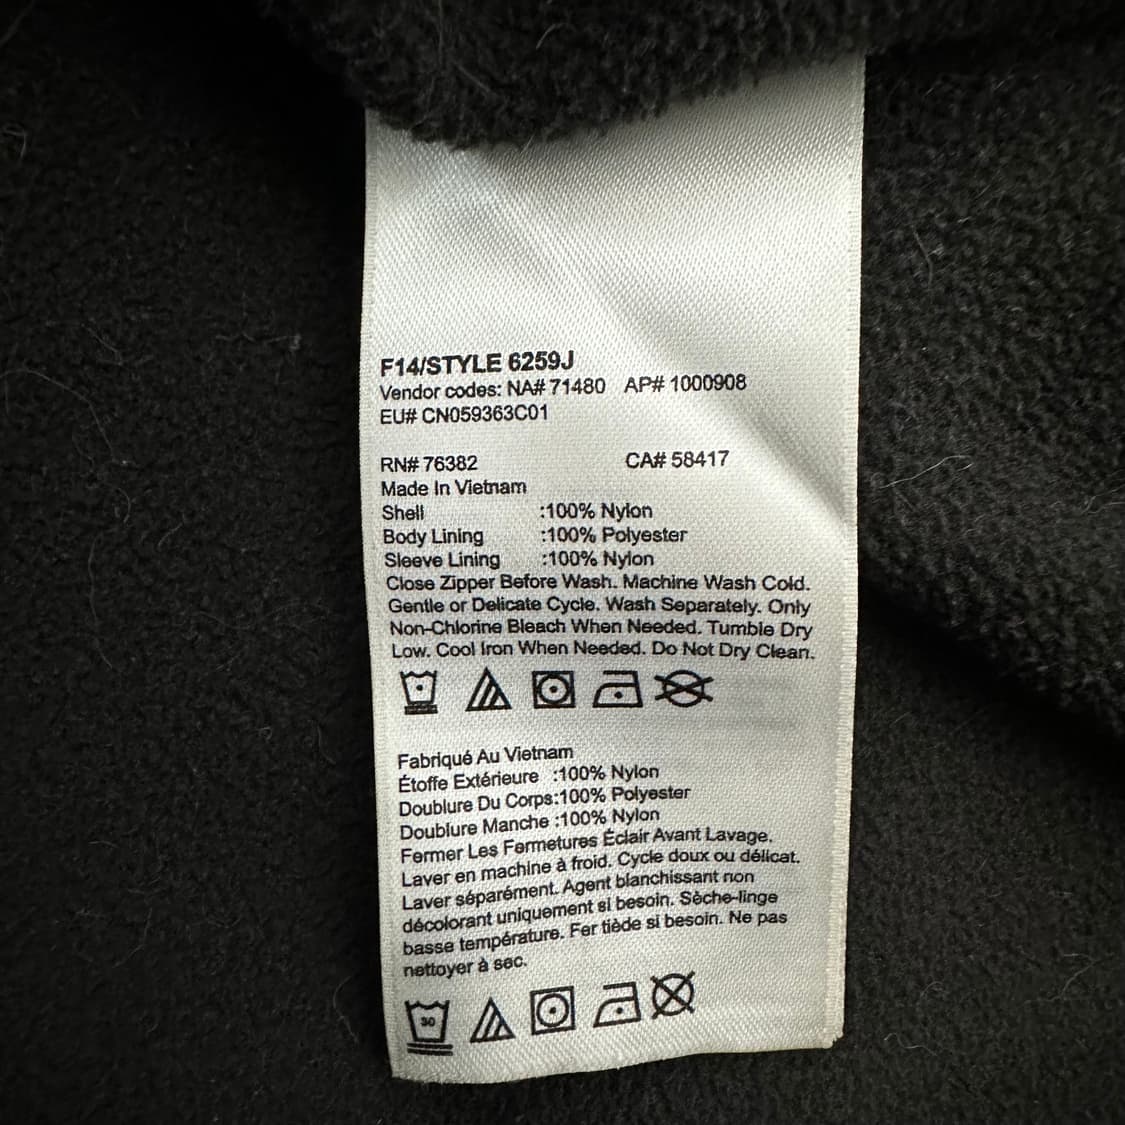 F14/STYLE 6259J
Vendor codes: NA# 71480 AP# 1000908
EU# CN059363C01
RN# 76382 CA# 58417
Made In Vietnam
Shell :100% Nylon
Body Lining :100% Polyester
Sleeve Lining :100% Nylon
Close Zipper Before Wash. Machine Wash Cold.
Gentle or Delicate Cycle. Wash Separately. Only
Non-Chlorine Bleach When Needed. Tumble Dry
Low. Cool Iron When Needed. Do Not Dry Clean.
Fabriqué Au Vietnam
Étoffe Extérieure :100% Nylon
Doublure Du Corps:100% Polyester
Doublure Manche :100% Nylon
Fermer Les Fermetures Éclair Avant Lavage.
Laver en machine à froid. Cycle doux ou délicat.
Laver séparément. Agent blanchissant non
décolorant uniquement si besoin. Sèche-linge
basse température. Fer tiède si besoin. Ne pas
nettoyer à sec.
30